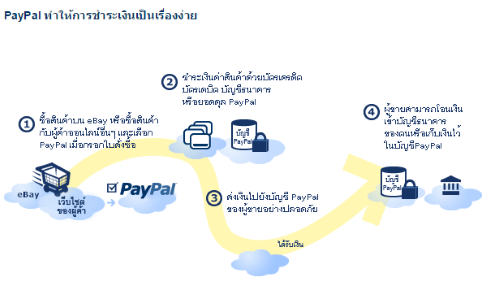 PayPal ทำให้การชำระเงินเป็นเรื่องง่าย
1
ซื้อสินค้าบน eBay หรือซื้อสินค้า
กับผู้ค้าออนไลน์อื่นๆ และเลือก
PayPal เมื่อกรอกใบสั่งซื้อ
eBay
เว็บไซต์
ของผู้ค้า
PayPal
2
ชำระเงินค่าสินค้าด้วยบัตรเครดิต
บัตรเดบิต บัญชีธนาคาร
หรือยอดดุล PayPal
บัญชี
PayPal
3
ส่งเงินไปยังบัญชี PayPal
ของผู้ขายอย่างปลอดภัย
ได้รับเงิน
4
ผู้ขายสามารถโอนเงิน
เข้าบัญชีธนาคาร
ของตนหรือเก็บเงินไว้
ในบัญชีPayPal
บัญชี
PayPal